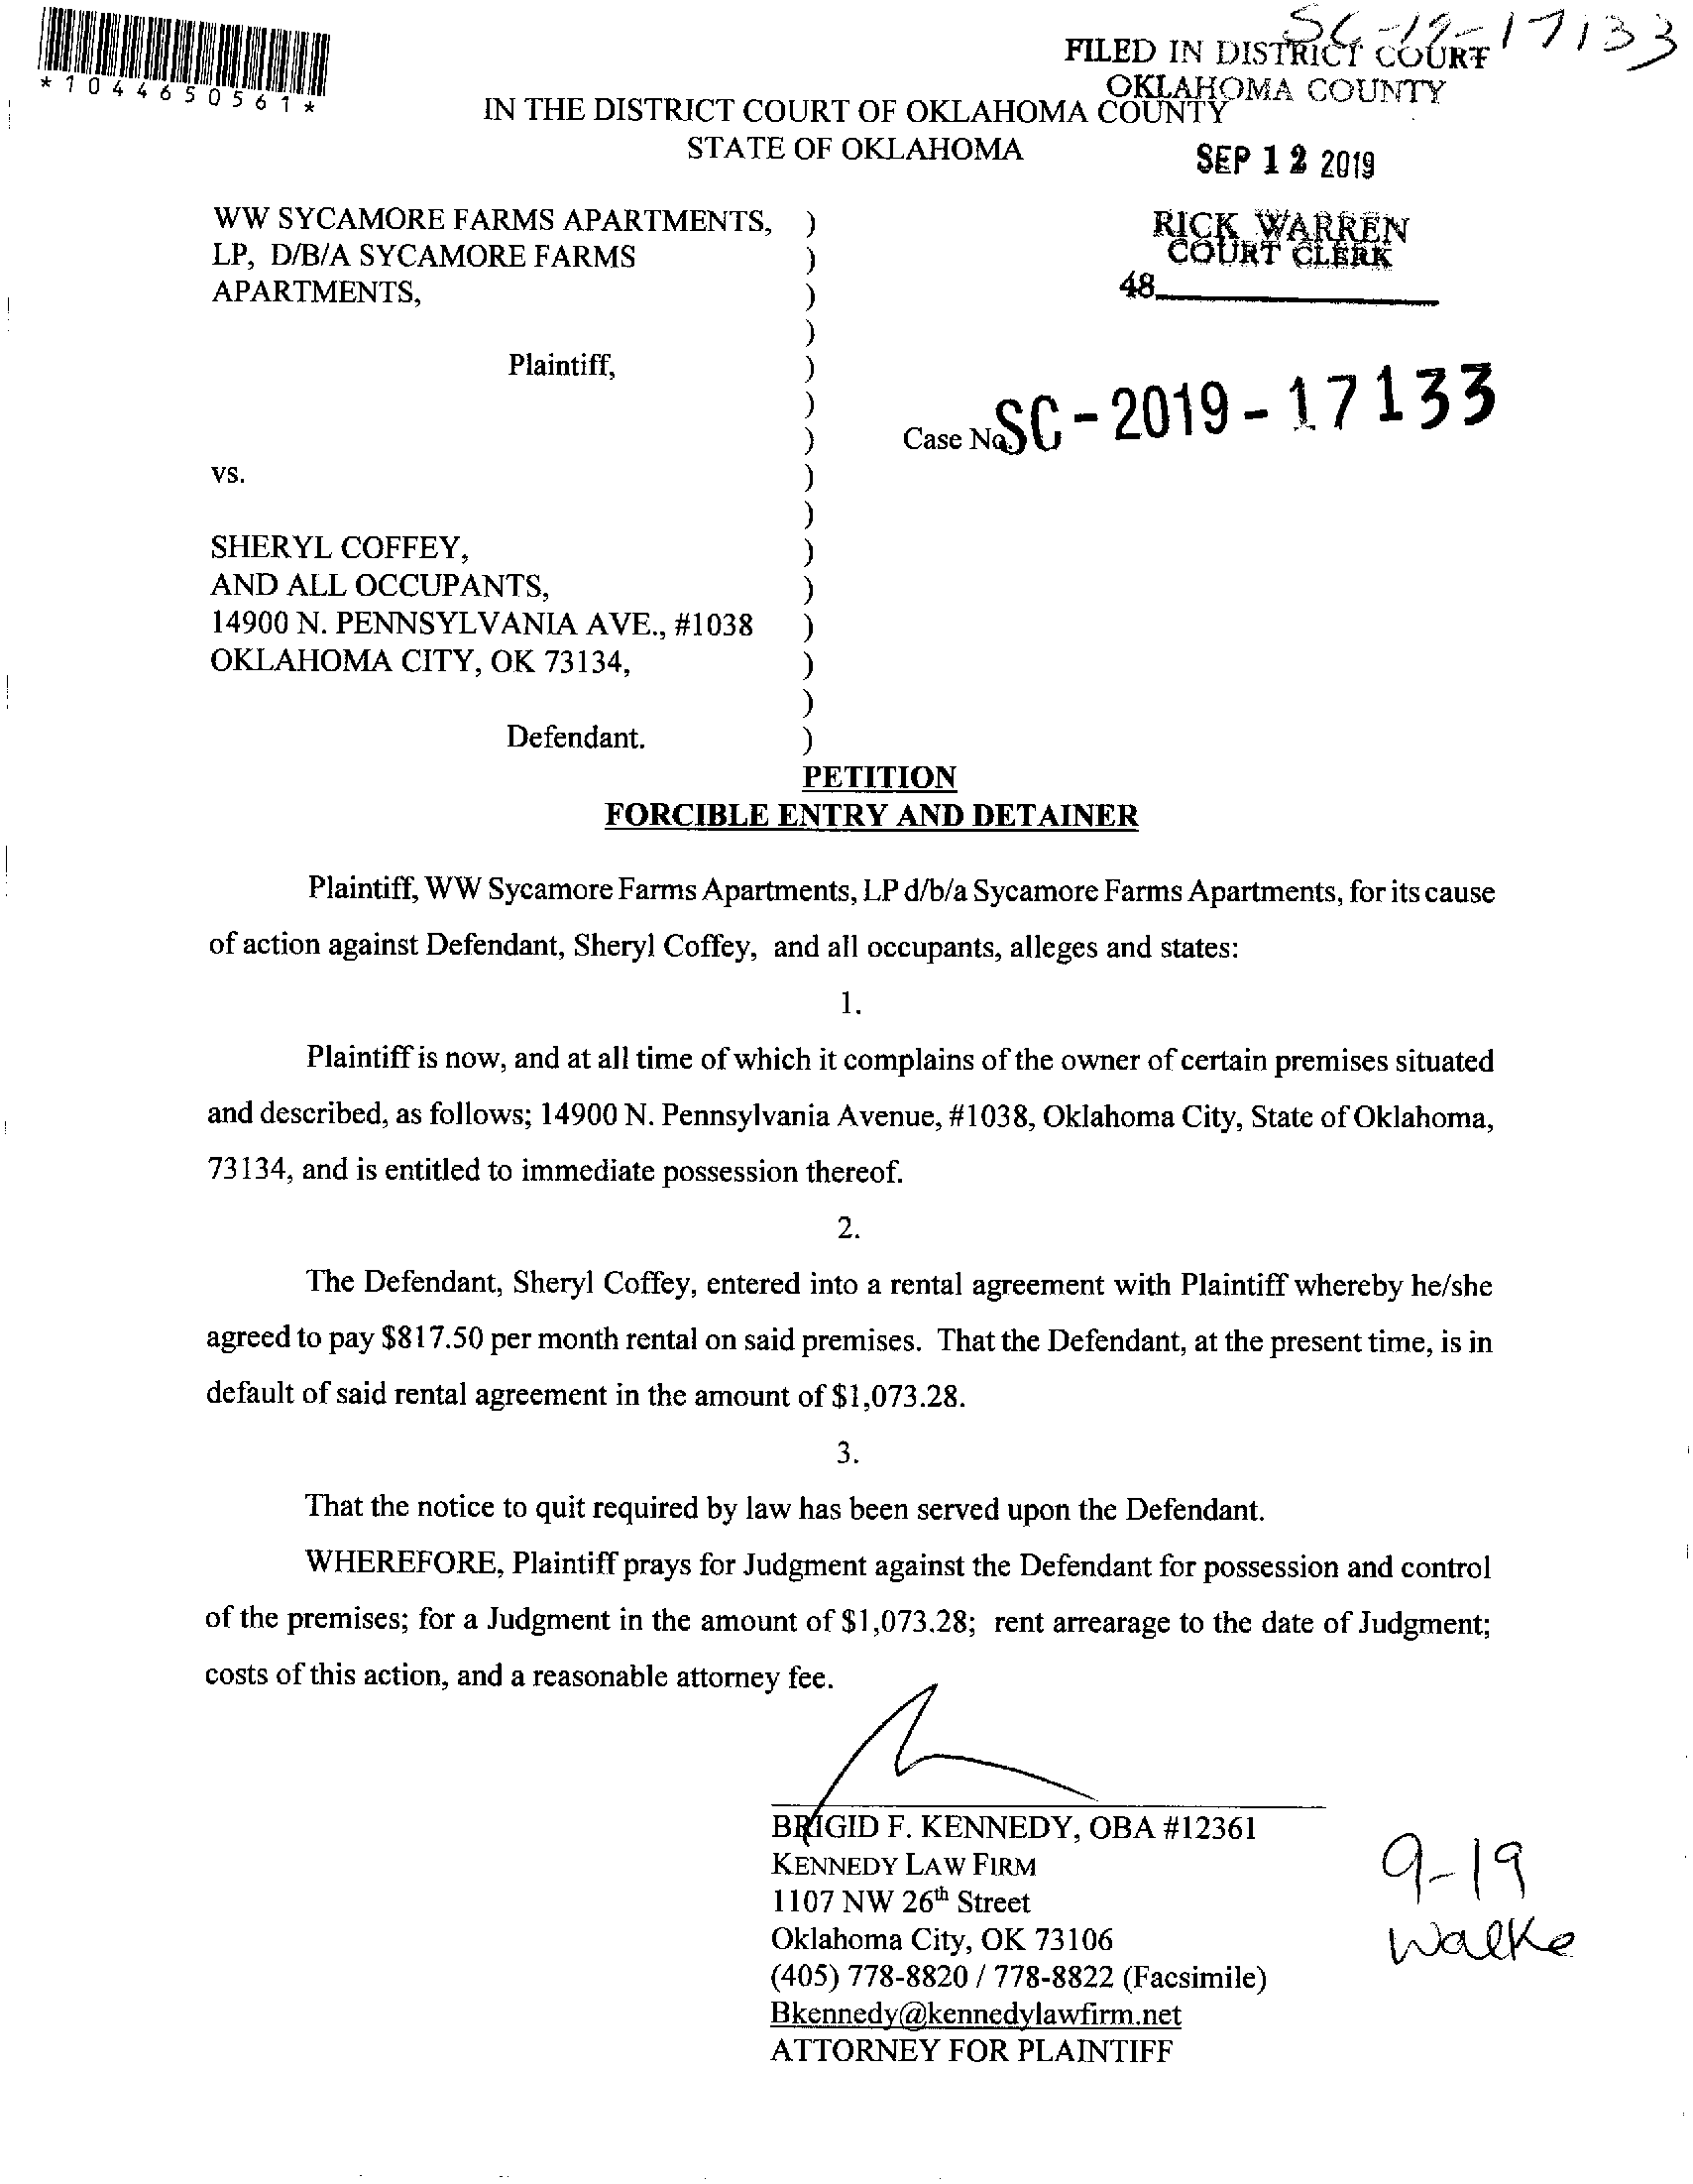 SC-19-17133
FILED IN DISTRICT COURT
OKLAHOMA COUNTY
*1044650561*
IN THE DISTRICT COURT OF OKLAHOMA COUNTY
STATE OF OKLAHOMA
SEP 12 2019
RICK WARREN
COURT CLERK
48
WW SYCAMORE FARMS APARTMENTS, )
LP, D/B/A SYCAMORE FARMS )
APARTMENTS, )
)
Plaintiff, )
)
) Case No. SC-2019-17133
vs. )
)
SHERYL COFFEY, )
AND ALL OCCUPANTS, )
14900 N. PENNSYLVANIA AVE., #1038 )
OKLAHOMA CITY, OK 73134, )
)
Defendant. )
PETITION
FORCIBLE ENTRY AND DETAINER
Plaintiff, WW Sycamore Farms Apartments, LP d/b/a Sycamore Farms Apartments, for its cause
of action against Defendant, Sheryl Coffey, and all occupants, alleges and states:
1.
Plaintiff is now, and at all time of which it complains of the owner of certain premises situated
and described, as follows; 14900 N. Pennsylvania Avenue, #1038, Oklahoma City, State of Oklahoma,
73134, and is entitled to immediate possession thereof.
2.
The Defendant, Sheryl Coffey, entered into a rental agreement with Plaintiff whereby he/she
agreed to pay $817.50 per month rental on said premises. That the Defendant, at the present time, is in
default of said rental agreement in the amount of $1,073.28.
3.
That the notice to quit required by law has been served upon the Defendant.
WHEREFORE, Plaintiff prays for Judgment against the Defendant for possession and control
of the premises; for a Judgment in the amount of $1,073.28; rent arrearage to the date of Judgment;
costs of this action, and a reasonable attorney fee.
BRIGID F. KENNEDY, OBA #12361
KENNEDY LAW FIRM
1107 NW 26th Street
Oklahoma City, OK 73106
(405) 778-8820 / 778-8822 (Facsimile)
Bkennedy@kennedylawfirm.net
ATTORNEY FOR PLAINTIFF
9-19
Walke